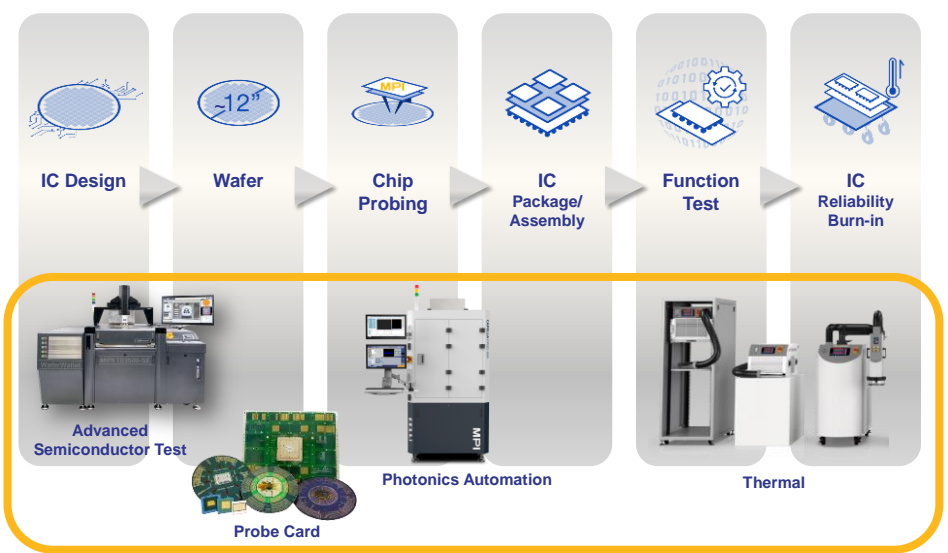 MPI
~12”
IC Design
Wafer
Chip
Probing
IC
Package/
Assembly
Function
Test
IC
Reliability
Burn-in
MPI
Advanced
Semiconductor Test
Photonics Automation
Thermal
Probe Card